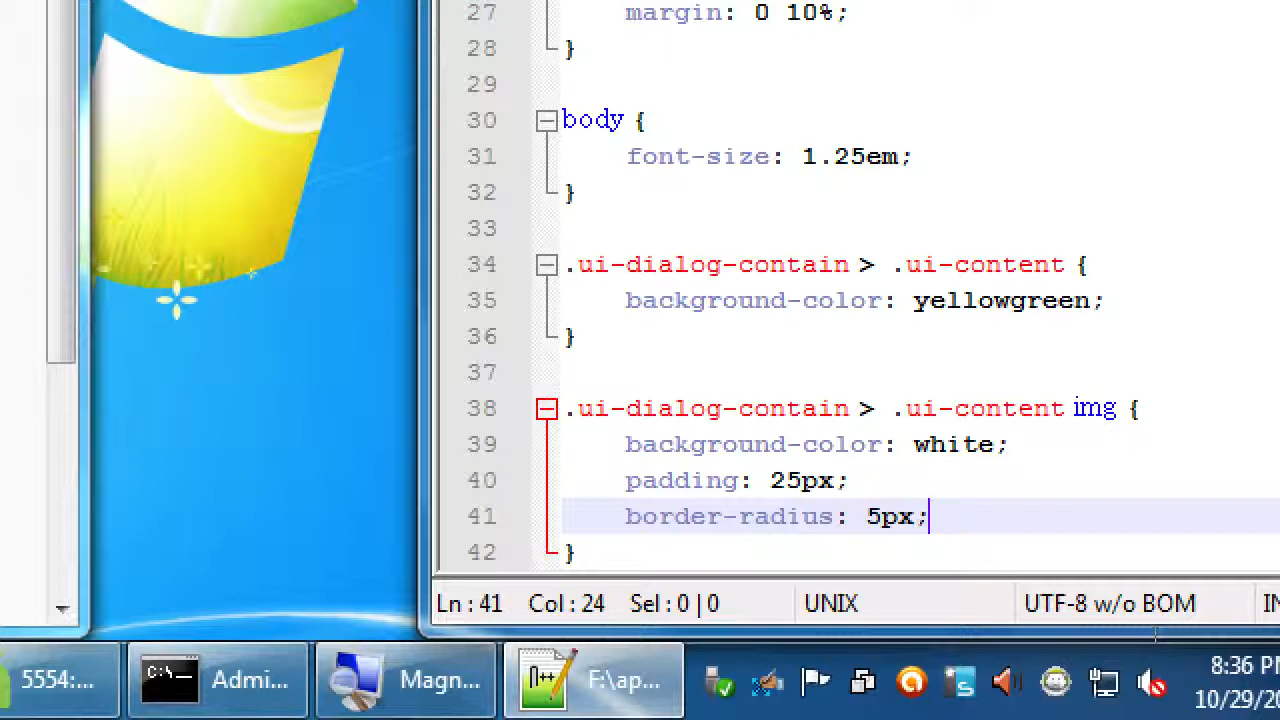 27 margin: 0 10%;
28 }
29
30 body {
31 font-size: 1.25em;
32 }
33
34 .ui-dialog-contain > .ui-content {
35 background-color: yellowgreen;
36 }
37
38 .ui-dialog-contain > .ui-content img {
39 background-color: white;
40 padding: 25px;
41 border-radius: 5px;
42 }
Ln : 41 Col : 24 Sel : 0 | 0 UNIX UTF-8 w/o BOM IN
5554:... C:\ Admi... Magn... N++ F:\ap... S 8:36 P
10/29/20